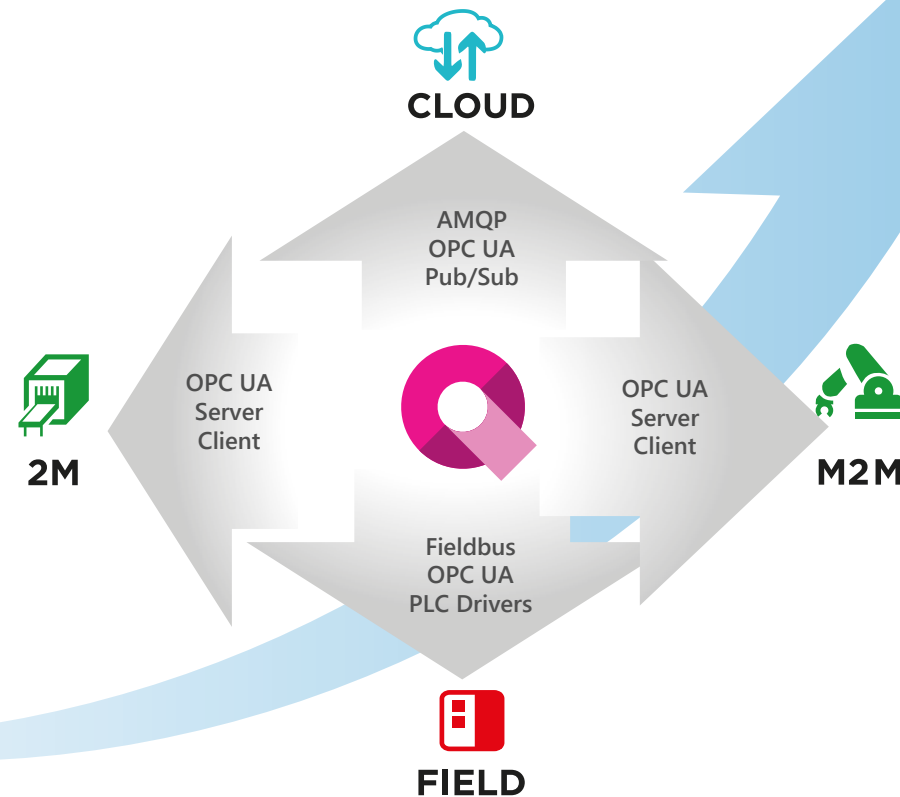 CLOUD
AMQP
OPC UA
Pub/Sub
OPC UA
Server
Client
2M
OPC UA
Server
Client
M2M
Fieldbus
OPC UA
PLC Drivers
FIELD